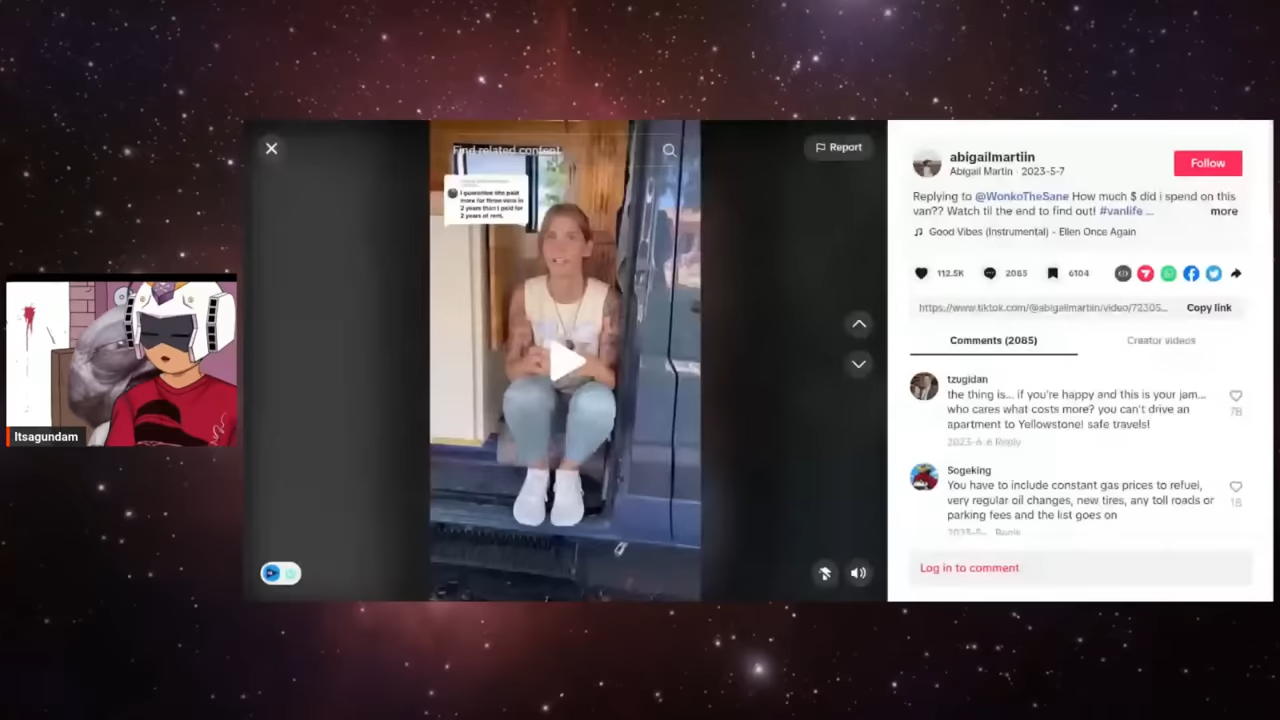 Itsagundam
Find related content
I guarantee she paid
more for three vans in
2 years than I paid for
2 years of rent.
Report
abigailmartiin
Abigail Martin · 2023-5-7
Follow
Replying to @WonkoTheSane How much $ did i spend on this
van?? Watch til the end to find out! #vanlife ...
more
Good Vibes (Instrumental) - Ellen Once Again
112.5K
2085
6104
https://www.tiktok.com/@abigailmartiin/video/72305...
Copy link
Comments (2085)
Creator videos
tzugidan
the thing is... if you're happy and this is your jam...
who cares what costs more? you can't drive an
apartment to Yellowstone! safe travels!
78
2023-6-6 Reply
Sogeking
You have to include constant gas prices to refuel,
very regular oil changes, new tires, any toll roads or
parking fees and the list goes on
18
2023-5-... Reply
Log in to comment